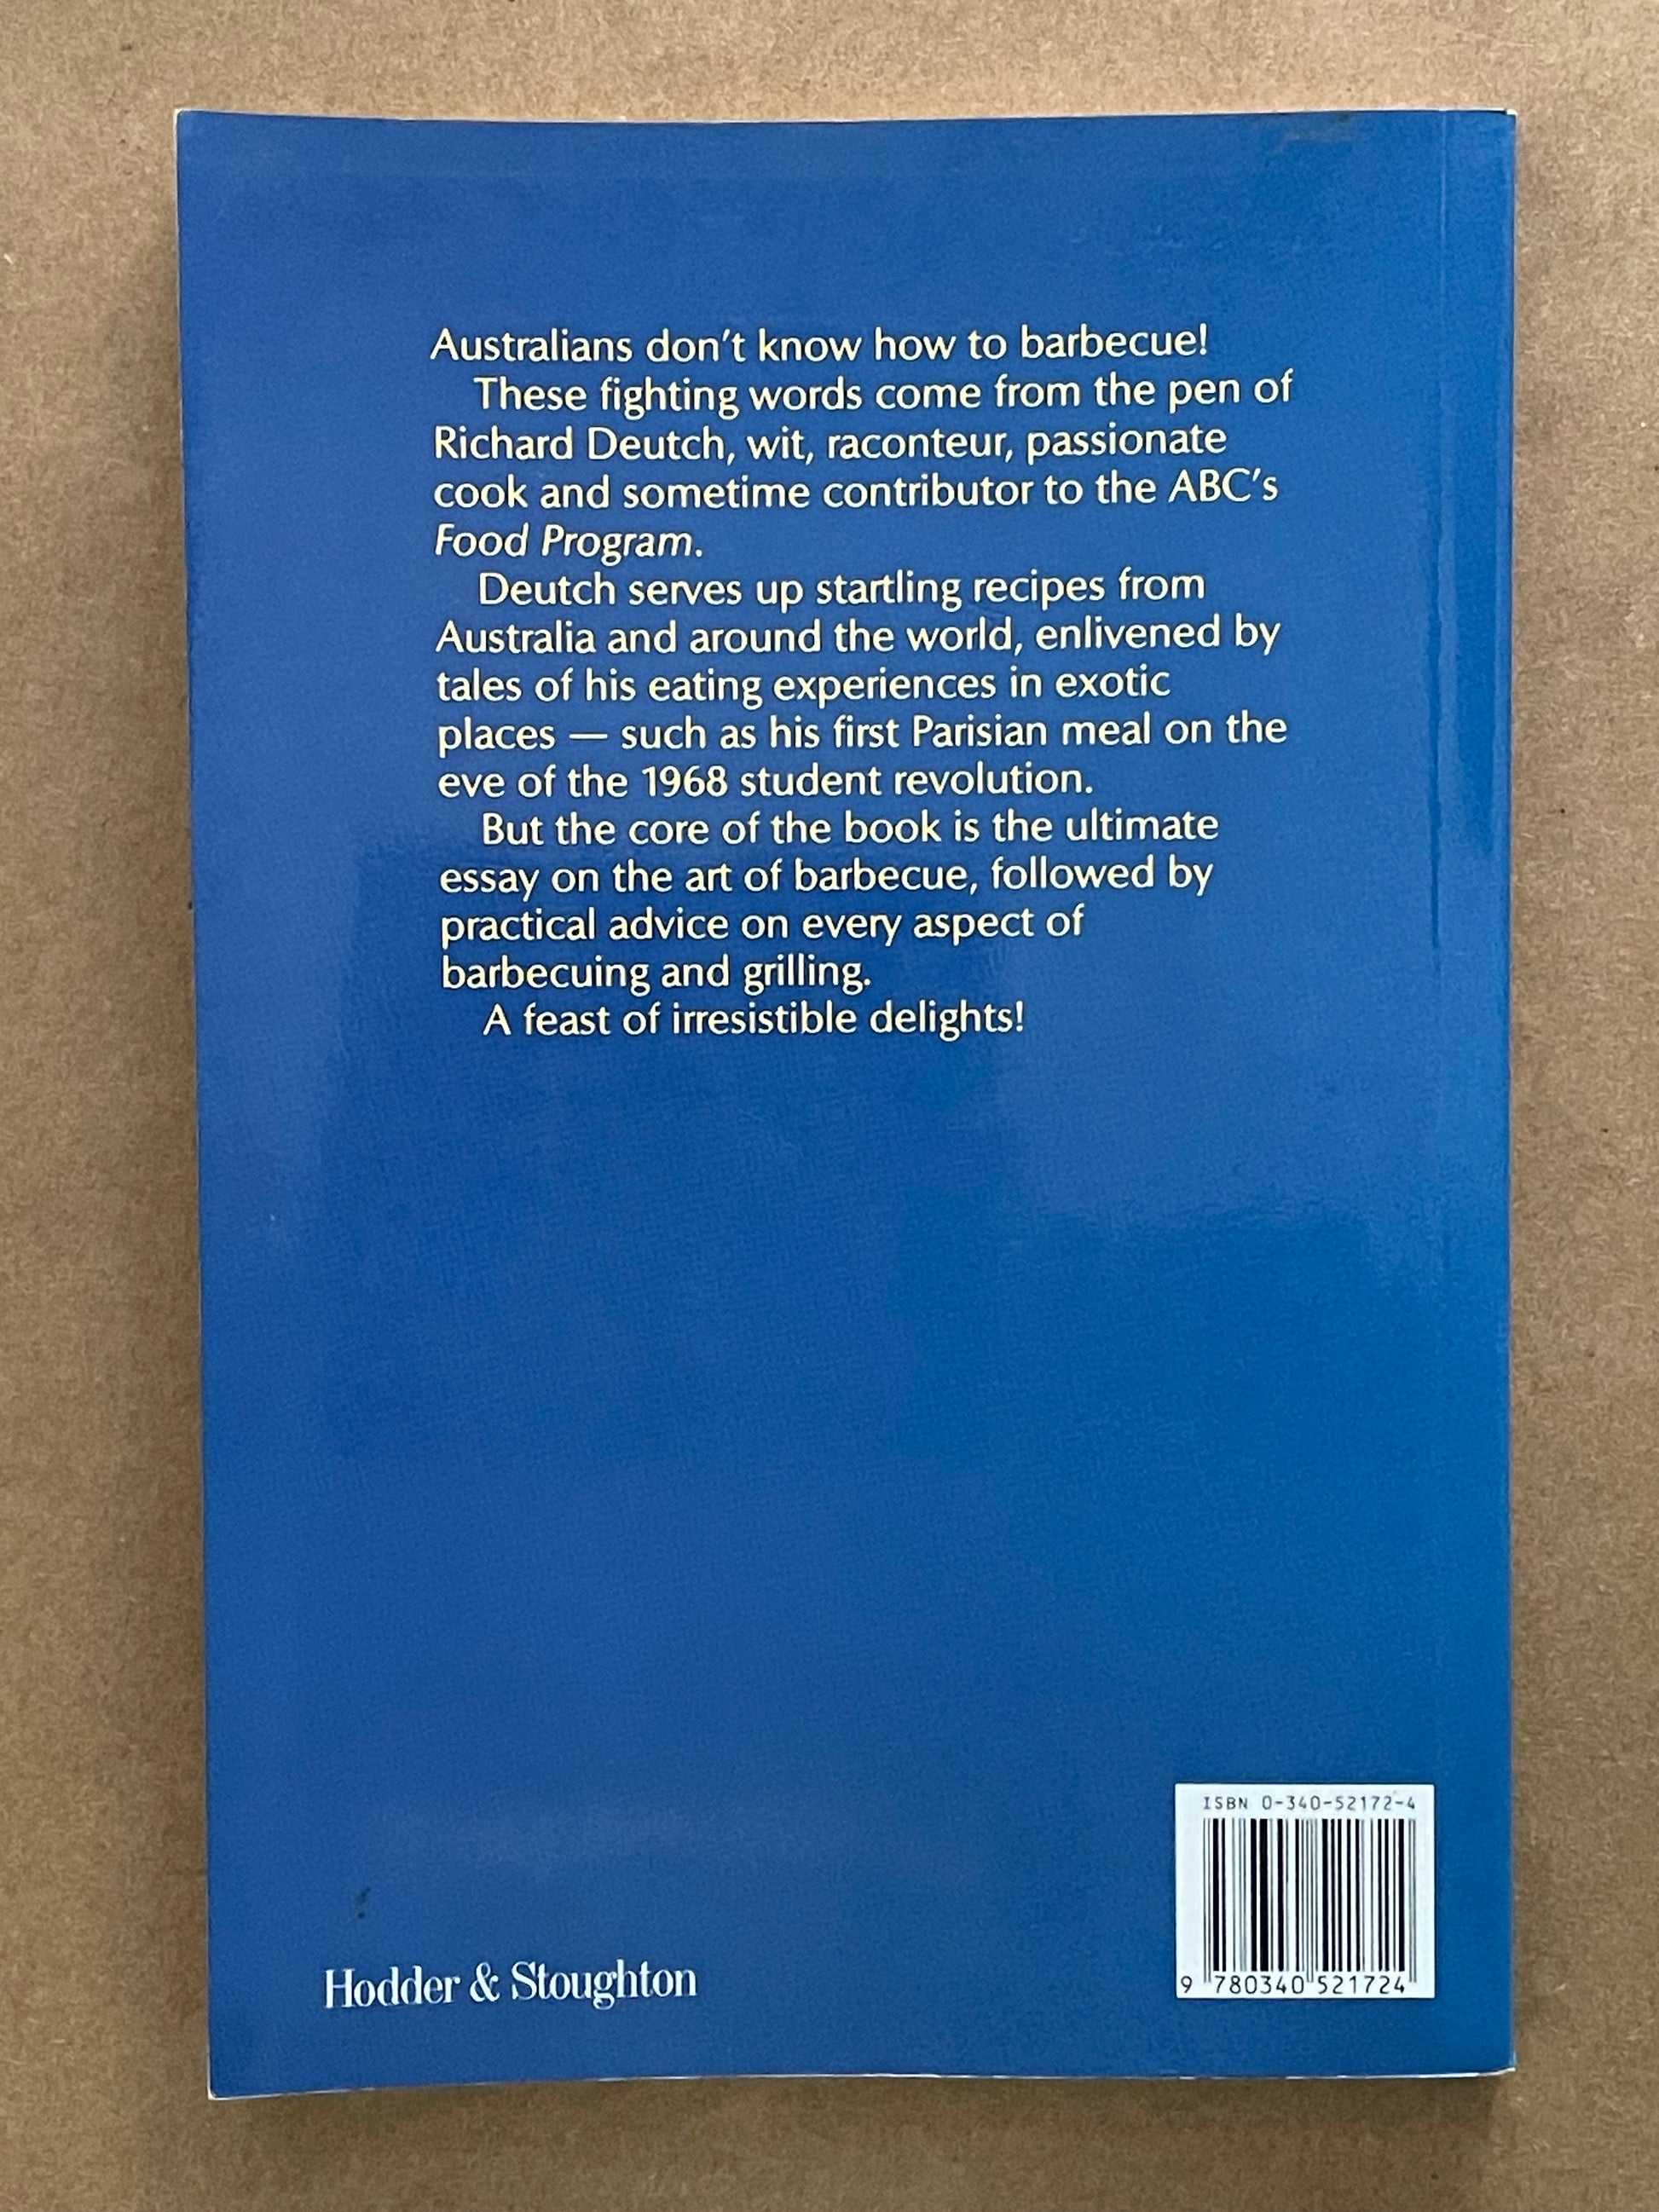 Australians don't know how to barbecue!
These fighting words come from the pen of
Richard Deutch, wit, raconteur, passionate
cook and sometime contributor to the ABC's
Food Program.
Deutch serves up startling recipes from
Australia and around the world, enlivened by
tales of his eating experiences in exotic
places — such as his first Parisian meal on the
eve of the 1968 student revolution.
But the core of the book is the ultimate
essay on the art of barbecue, followed by
practical advice on every aspect of
barbecuing and grilling.
A feast of irresistible delights!
ISBN 0-340-52172-4
9 780340 521724
Hodder & Stoughton